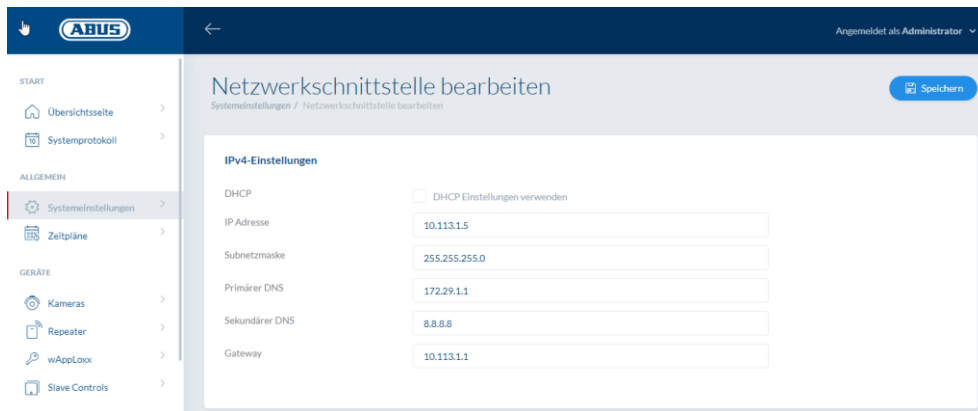 ABUS
Angemeldet als Administrator
START
Übersichtsseite
10 Systemprotokoll
ALLGEMEIN
Systemeinstellungen
Zeitpläne
GERÄTE
Kameras
Repeater
wAppLoxx
Slave Controls
Netzwerkschnittstelle bearbeiten
Systemeinstellungen / Netzwerkschnittstelle bearbeiten
Speichern
IPv4-Einstellungen
DHCP DHCP Einstellungen verwenden
IP Adresse 10.113.1.5
Subnetzmaske 255.255.255.0
Primärer DNS 172.29.1.1
Sekundärer DNS 8.8.8.8
Gateway 10.113.1.1